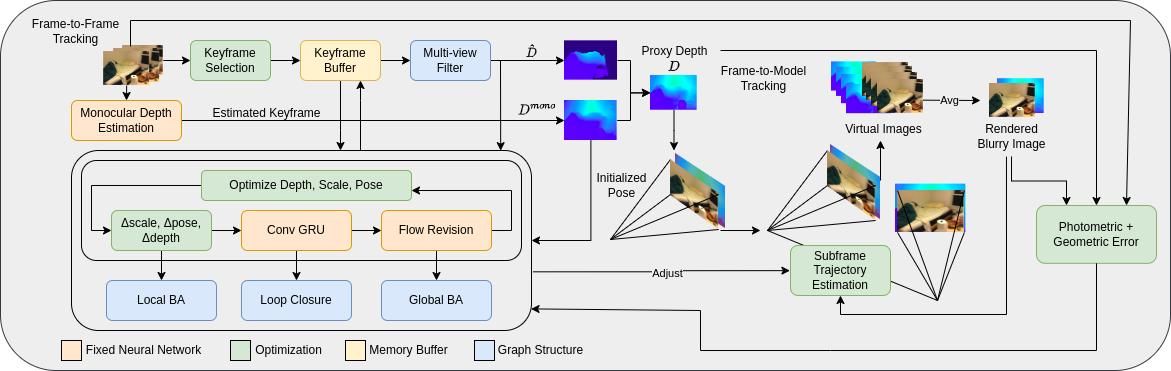 Frame-to-Frame
Tracking
Keyframe
Selection
Keyframe
Buffer
Multi-view
Filter
D̂
Proxy Depth
D
Frame-to-Model
Tracking
Avg
Virtual Images
Rendered
Blurry Image
Monocular Depth
Estimation
Estimated Keyframe
D^mono
Initialized
Pose
Optimize Depth, Scale, Pose
Δscale, Δpose,
Δdepth
Conv GRU
Flow Revision
Photometric +
Geometric Error
Subframe
Trajectory
Estimation
Adjust
Local BA
Loop Closure
Global BA
Fixed Neural Network
Optimization
Memory Buffer
Graph Structure